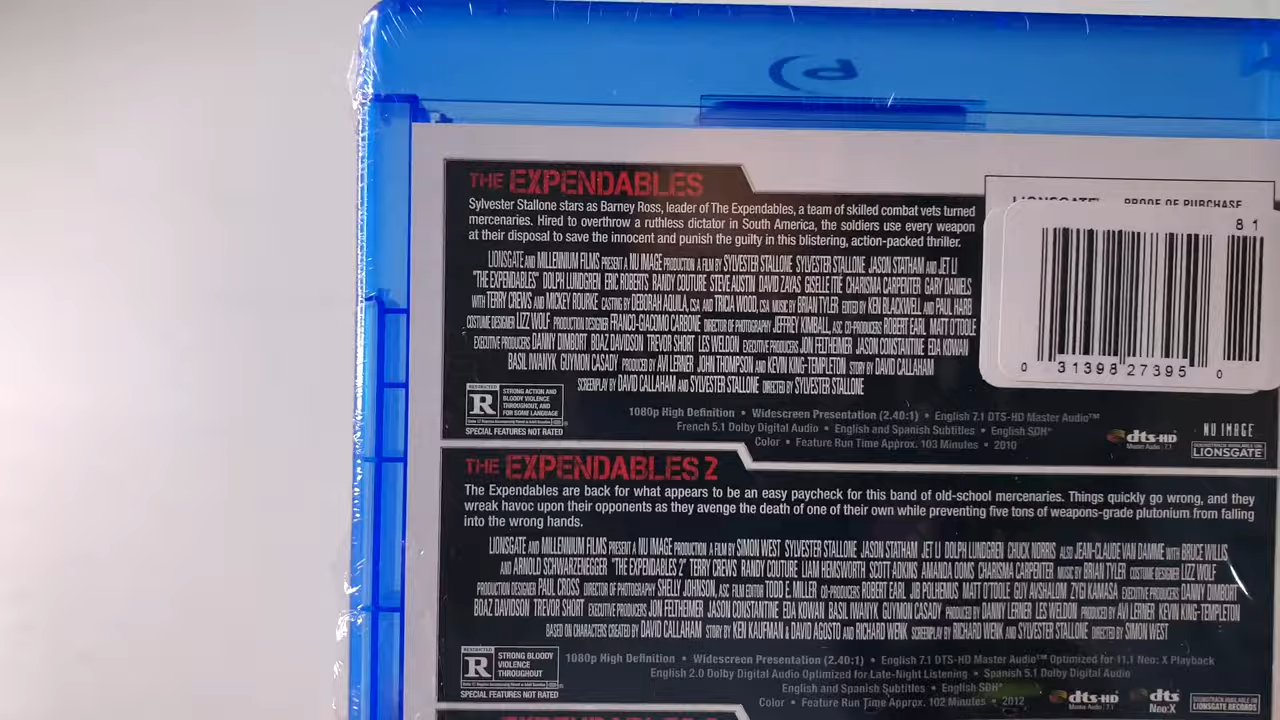 THE EXPENDABLES
Sylvester Stallone stars as Barney Ross, leader of The Expendables, a team of skilled combat vets turned
mercenaries. Hired to overthrow a ruthless dictator in South America, the soldiers use every weapon
at their disposal to save the innocent and punish the guilty in this blistering, action-packed thriller.
LIONSGATE AND MILLENNIUM FILMS PRESENT A NU IMAGE PRODUCTION A FILM BY SYLVESTER STALLONE SYLVESTER STALLONE JASON STATHAM AND JET LI
"THE EXPENDABLES" DOLPH LUNDGREN ERIC ROBERTS RANDY COUTURE STEVE AUSTIN DAVID ZAYAS GISELLE ITIE CHARISMA CARPENTER GARY DANIELS
WITH TERRY CREWS AND MICKEY ROURKE CASTING BY DEBORAH AQUILA, CSA AND TRICIA WOOD, CSA MUSIC BY BRIAN TYLER EDITED BY KEN BLACKWELL AND PAUL HARB
COSTUME DESIGNER LIZZ WOLF PRODUCTION DESIGNER FRANCO-GIACOMO CARBONE DIRECTOR OF PHOTOGRAPHY JEFFREY KIMBALL, ASC CO-PRODUCERS ROBERT EARL MATT O'TOOLE
EXECUTIVE PRODUCERS DANNY DIMBORT BOAZ DAVIDSON TREVOR SHORT LES WELDON EXECUTIVE PRODUCERS JON FELTHEIMER JASON CONSTANTINE EDA KOWAN
BASIL IWANYK GUYMON CASADY PRODUCED BY AVI LERNER JOHN THOMPSON AND KEVIN KING-TEMPLETON STORY BY DAVID CALLAHAM
SCREENPLAY BY DAVID CALLAHAM AND SYLVESTER STALLONE DIRECTED BY SYLVESTER STALLONE
RESTRICTED
R
STRONG ACTION AND
BLOODY VIOLENCE
THROUGHOUT, AND
FOR SOME LANGUAGE
SPECIAL FEATURES NOT RATED
1080p High Definition • Widescreen Presentation (2.40:1) • English 7.1 DTS-HD Master Audio™
French 5.1 Dolby Digital Audio • English and Spanish Subtitles • English SDH*
Color • Feature Run Time Approx. 103 Minutes • 2010
dts-HD
Master Audio 7.1
NU IMAGE
SOUNDTRACK AVAILABLE ON
LIONSGATE
LIONSGATE PROOF OF PURCHASE
81
0 31398 27395 0
THE EXPENDABLES 2
The Expendables are back for what appears to be an easy paycheck for this band of old-school mercenaries. Things quickly go wrong, and they
wreak havoc upon their opponents as they avenge the death of one of their own while preventing five tons of weapons-grade plutonium from falling
into the wrong hands.
LIONSGATE AND MILLENNIUM FILMS PRESENT A NU IMAGE PRODUCTION A FILM BY SIMON WEST SYLVESTER STALLONE JASON STATHAM JET LI DOLPH LUNDGREN CHUCK NORRIS ALSO JEAN-CLAUDE VAN DAMME WITH BRUCE WILLIS
AND ARNOLD SCHWARZENEGGER "THE EXPENDABLES 2" TERRY CREWS RANDY COUTURE LIAM HEMSWORTH SCOTT ADKINS AMANDA OOMS CHARISMA CARPENTER MUSIC BY BRIAN TYLER COSTUME DESIGNER LIZZ WOLF
PRODUCTION DESIGNER PAUL CROSS DIRECTOR OF PHOTOGRAPHY SHELLY JOHNSON, ASC FILM EDITOR TODD E. MILLER CO-PRODUCERS ROBERT EARL JIB POLHEMUS MATT O'TOOLE GUY AVSHALOM ZYGI KAMASA EXECUTIVE PRODUCERS DANNY DIMBORT
BOAZ DAVIDSON TREVOR SHORT EXECUTIVE PRODUCERS JON FELTHEIMER JASON CONSTANTINE EDA KOWAN BASIL IWANYK GUYMON CASADY PRODUCED BY DANNY LERNER LES WELDON PRODUCED BY AVI LERNER KEVIN KING-TEMPLETON
BASED ON CHARACTERS CREATED BY DAVID CALLAHAM STORY BY KEN KAUFMAN & DAVID AGOSTO AND RICHARD WENK SCREENPLAY BY RICHARD WENK AND SYLVESTER STALLONE DIRECTED BY SIMON WEST
RESTRICTED
R
STRONG BLOODY
VIOLENCE
THROUGHOUT
SPECIAL FEATURES NOT RATED
1080p High Definition • Widescreen Presentation (2.40:1) • English 7.1 DTS-HD Master Audio™ Optimized for 11.1 Neo: X Playback
English 2.0 Dolby Digital Audio Optimized for Late-Night Listening • Spanish 5.1 Dolby Digital Audio
English and Spanish Subtitles • English SDH*
Color • Feature Run Time Approx. 102 Minutes • 2012
dts-HD
Master Audio 7.1
dts
Neo:X
SOUNDTRACK AVAILABLE ON
LIONSGATE RECORDS